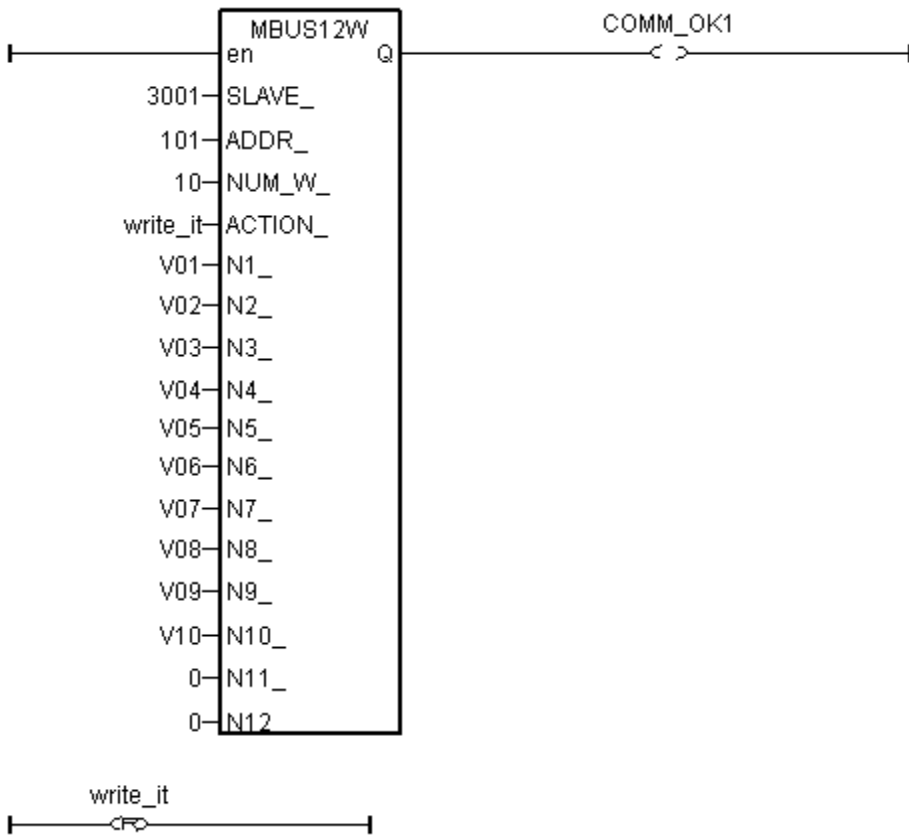 MBUS12W COMM_OK1
en Q
3001 SLAVE_
101 ADDR_
10 NUM_W_
write_it ACTION_
V01 N1_
V02 N2_
V03 N3_
V04 N4_
V05 N5_
V06 N6_
V07 N7_
V08 N8_
V09 N9_
V10 N10_
0 N11_
0 N12
write_it
R